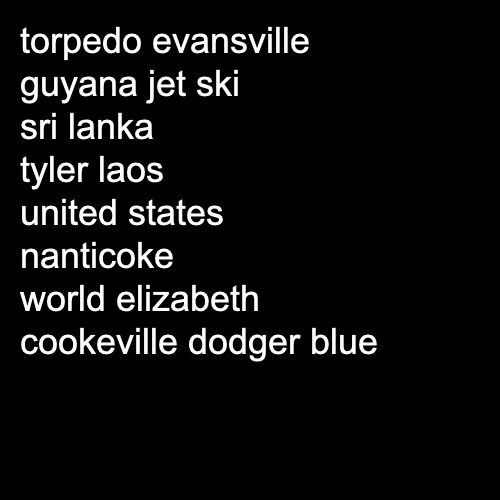 torpedo evansville
guyana jet ski
sri lanka
tyler laos
united states
nanticoke
world elizabeth
cookeville dodger blue